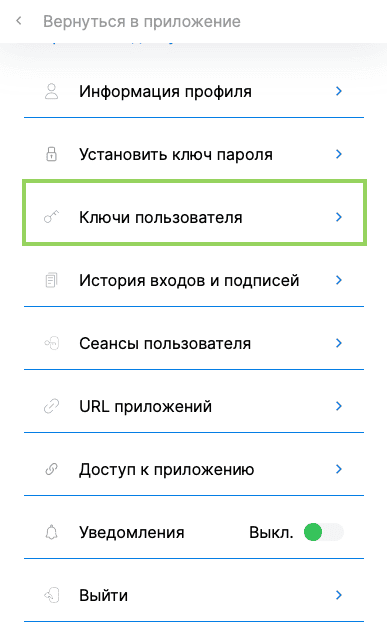 Вернуться в приложение
Информация профиля
Установить ключ пароля
Ключи пользователя
История входов и подписей
Сеансы пользователя
URL приложений
Доступ к приложению
Уведомления Выкл.
Выйти